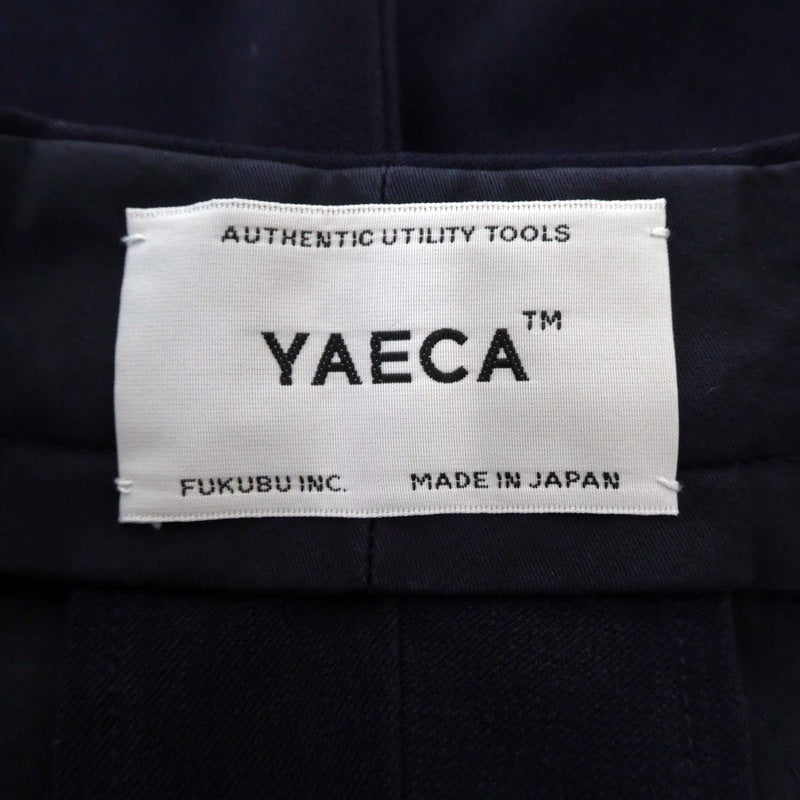 AUTHENTIC UTILITY TOOLS
YAECA™
FUKUBU INC. MADE IN JAPAN